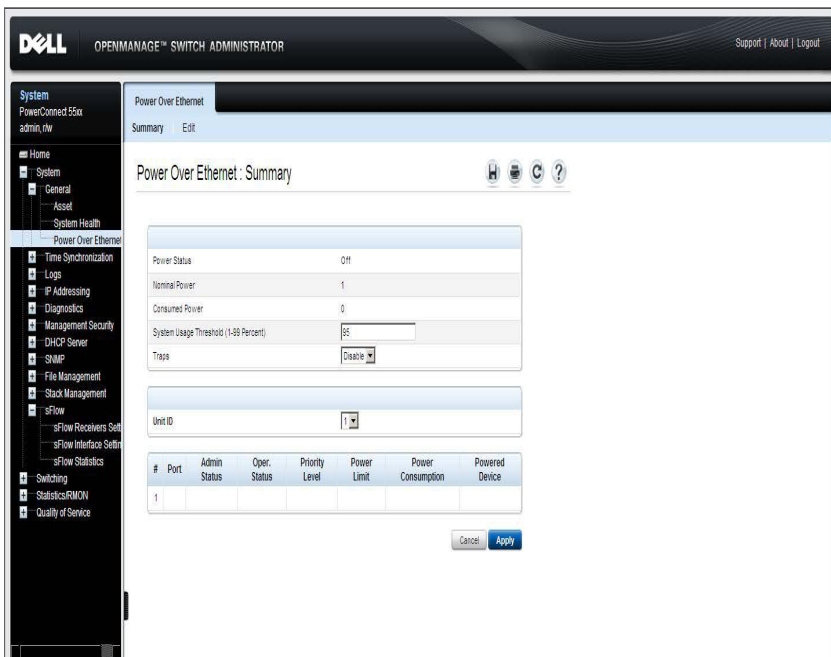 DELL OPENMANAGE™ SWITCH ADMINISTRATOR
Support | About | Logout
System
PowerConnect 55xx
admin, r/w
Home
System
General
Asset
System Health
Power Over Etherne
Time Synchronization
Logs
IP Addressing
Diagnostics
Management Security
DHCP Server
SNMP
File Management
Stack Management
sFlow
sFlow Receivers Sett
sFlow Interface Settin
sFlow Statistics
Switching
Statistics/RMON
Quality of Service
Power Over Ethernet
Summary Edit
Power Over Ethernet : Summary
Power Status Off
Nominal Power 1
Consumed Power 0
System Usage Threshold (1-99 Percent) 95
Traps Disable
Unit ID 1
# Port Admin Status Oper. Status Priority Level Power Limit Power Consumption Powered Device
1
Cancel Apply